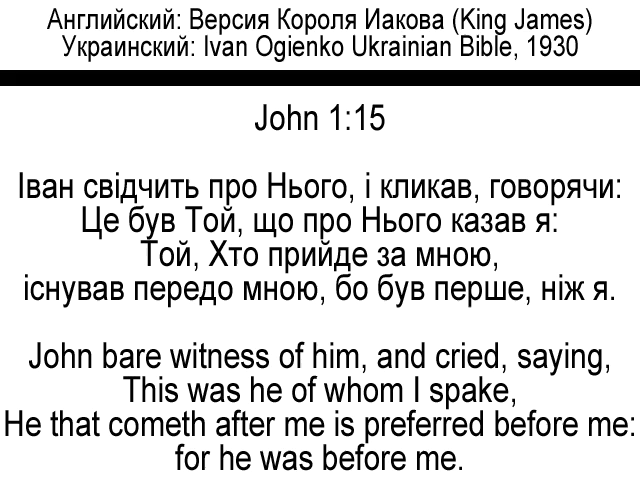 Английский: Версия Короля Иакова (King James)
Украинский: Ivan Ogienko Ukrainian Bible, 1930
John 1:15
Іван свідчить про Нього, і кликав, говорячи:
Це був Той, що про Нього казав я:
Той, Хто прийде за мною,
існував передо мною, бо був перше, ніж я.
John bare witness of him, and cried, saying,
This was he of whom I spake,
He that cometh after me is preferred before me:
for he was before me.